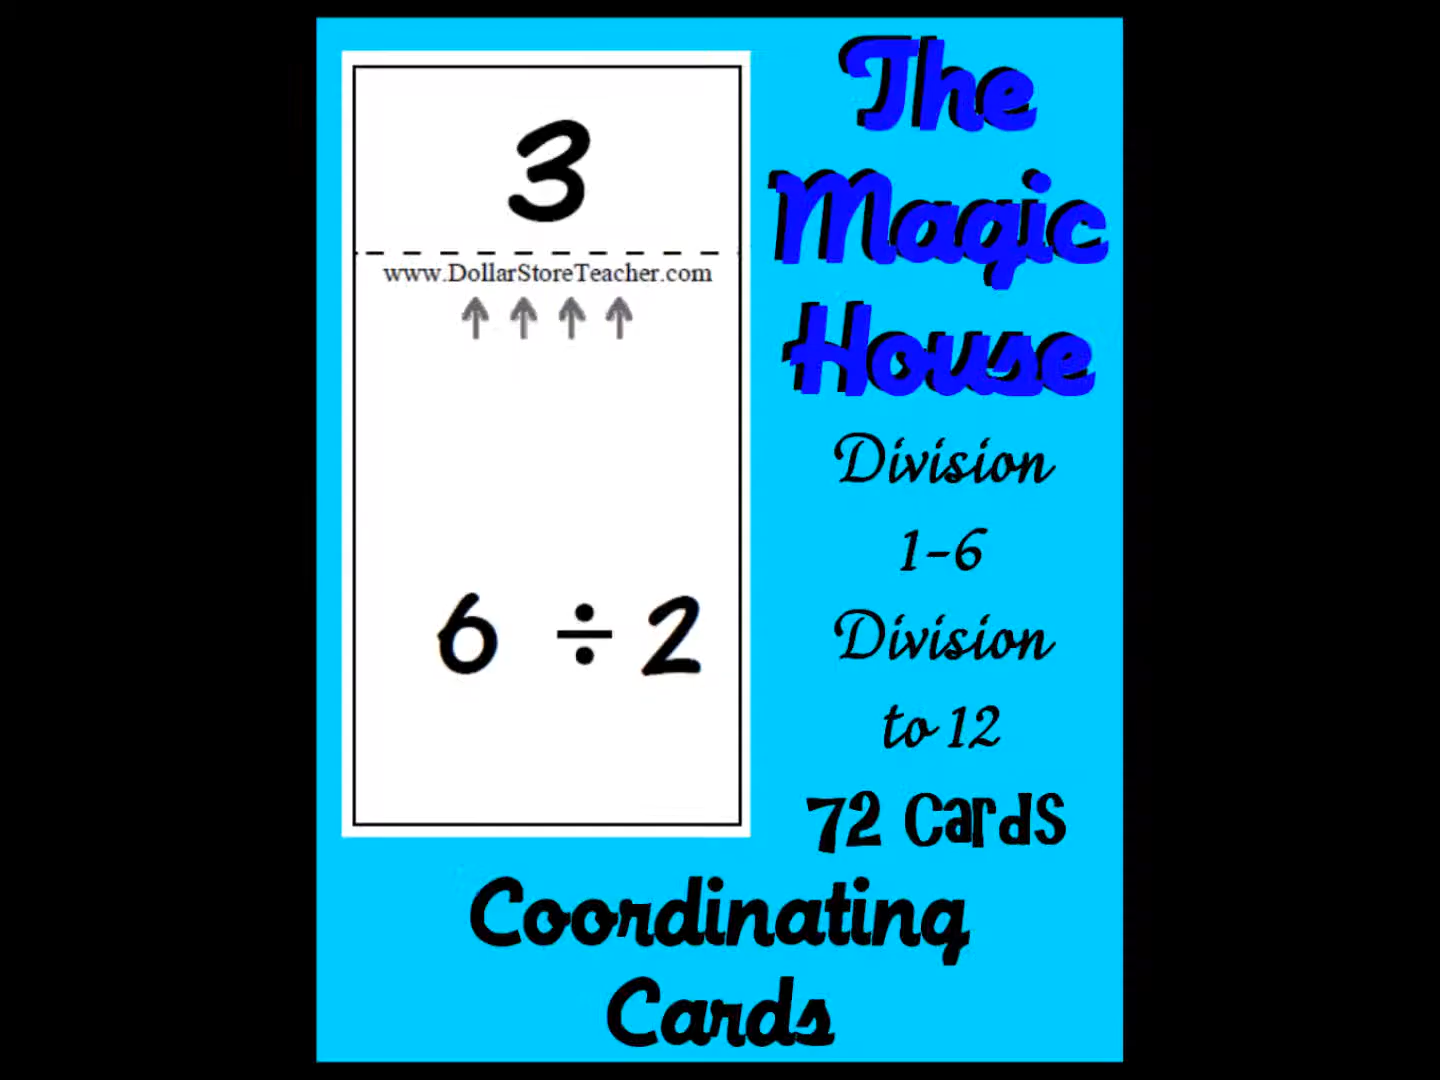 3
www.DollarStoreTeacher.com
6 ÷ 2
The
Magic
House
Division
1-6
Division
to 12
72 Cards
Coordinating
Cards